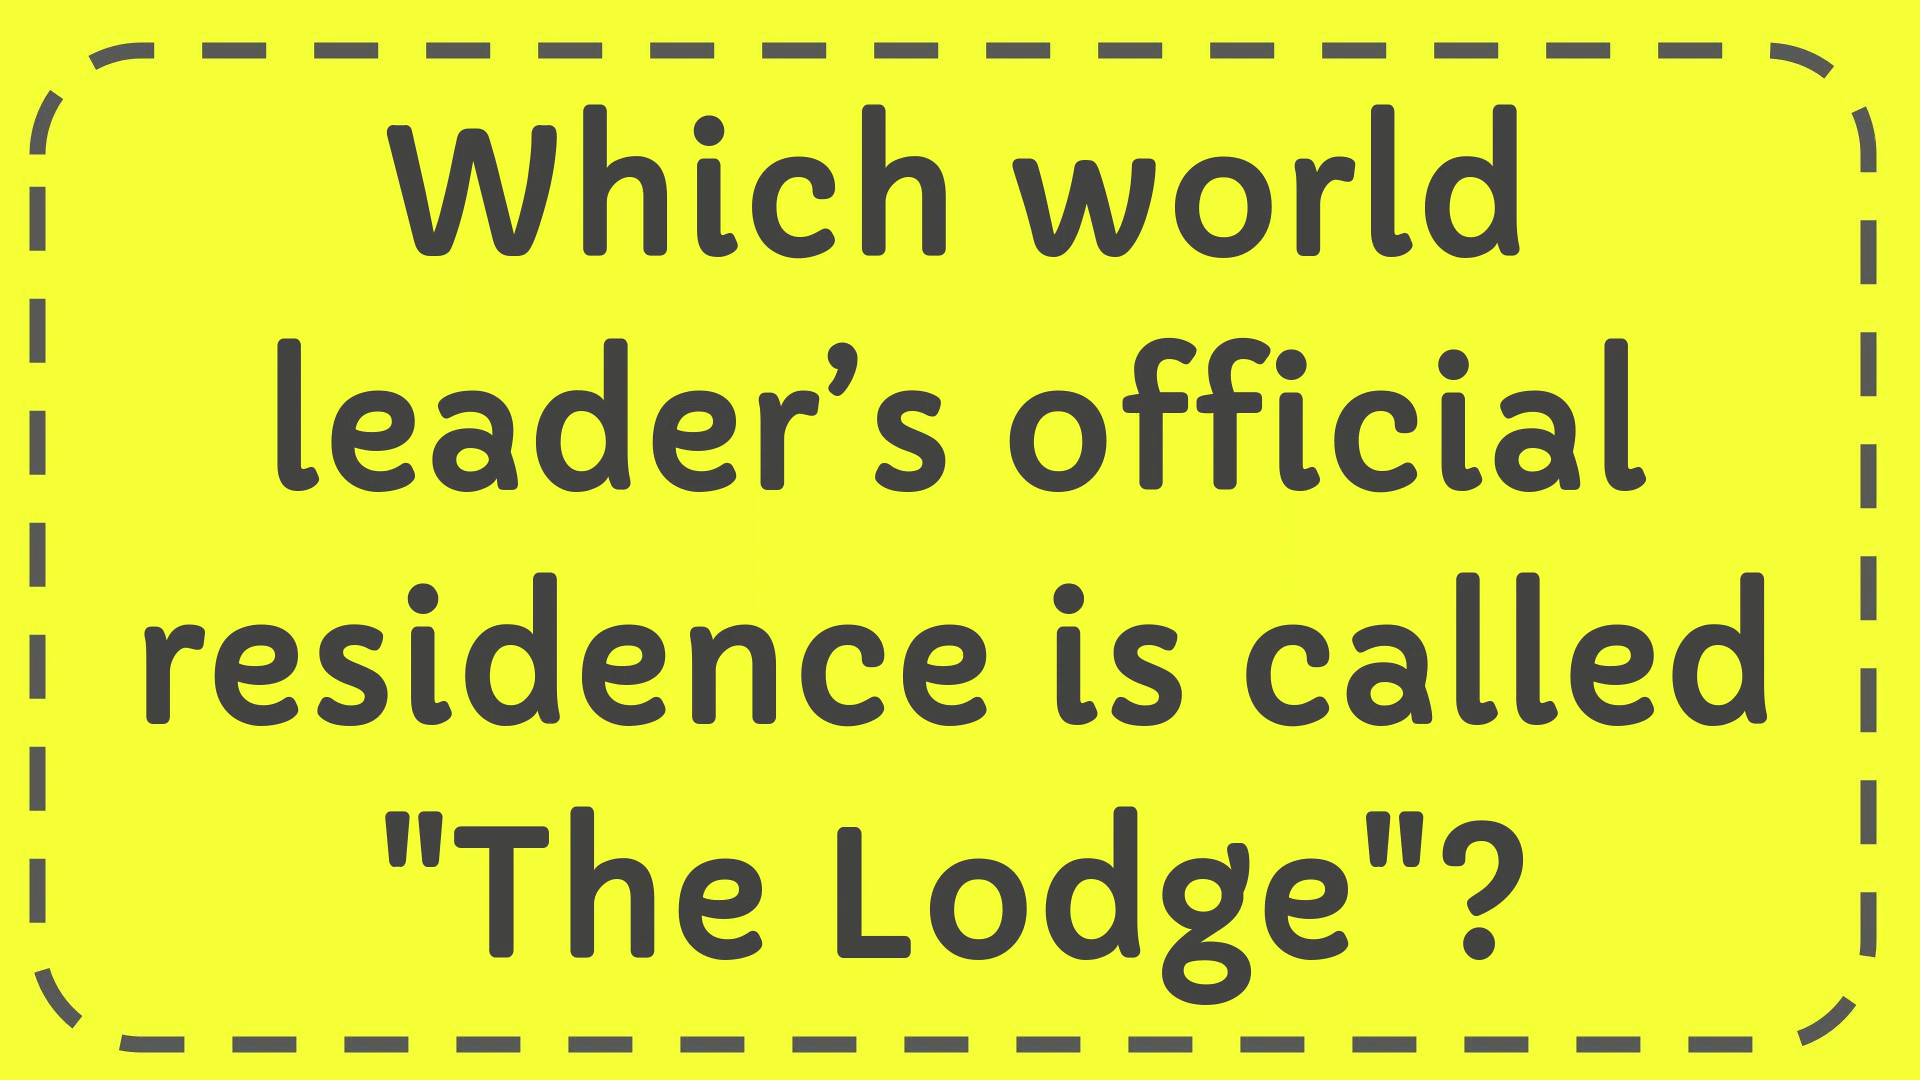 Which world
leader’s official
residence is called
"The Lodge"?